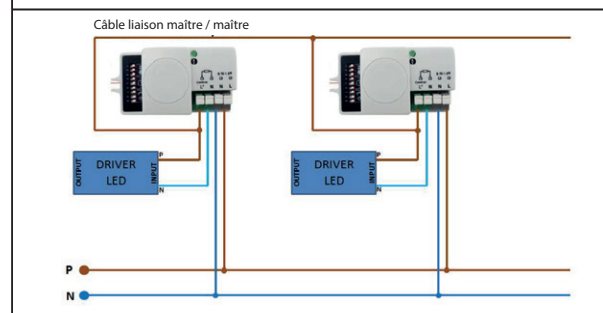 Câble liaison maître / maître
L' N N L
L' N N L
OUTPUT DRIVER LED INPUT P N
OUTPUT DRIVER LED INPUT P N
P
N